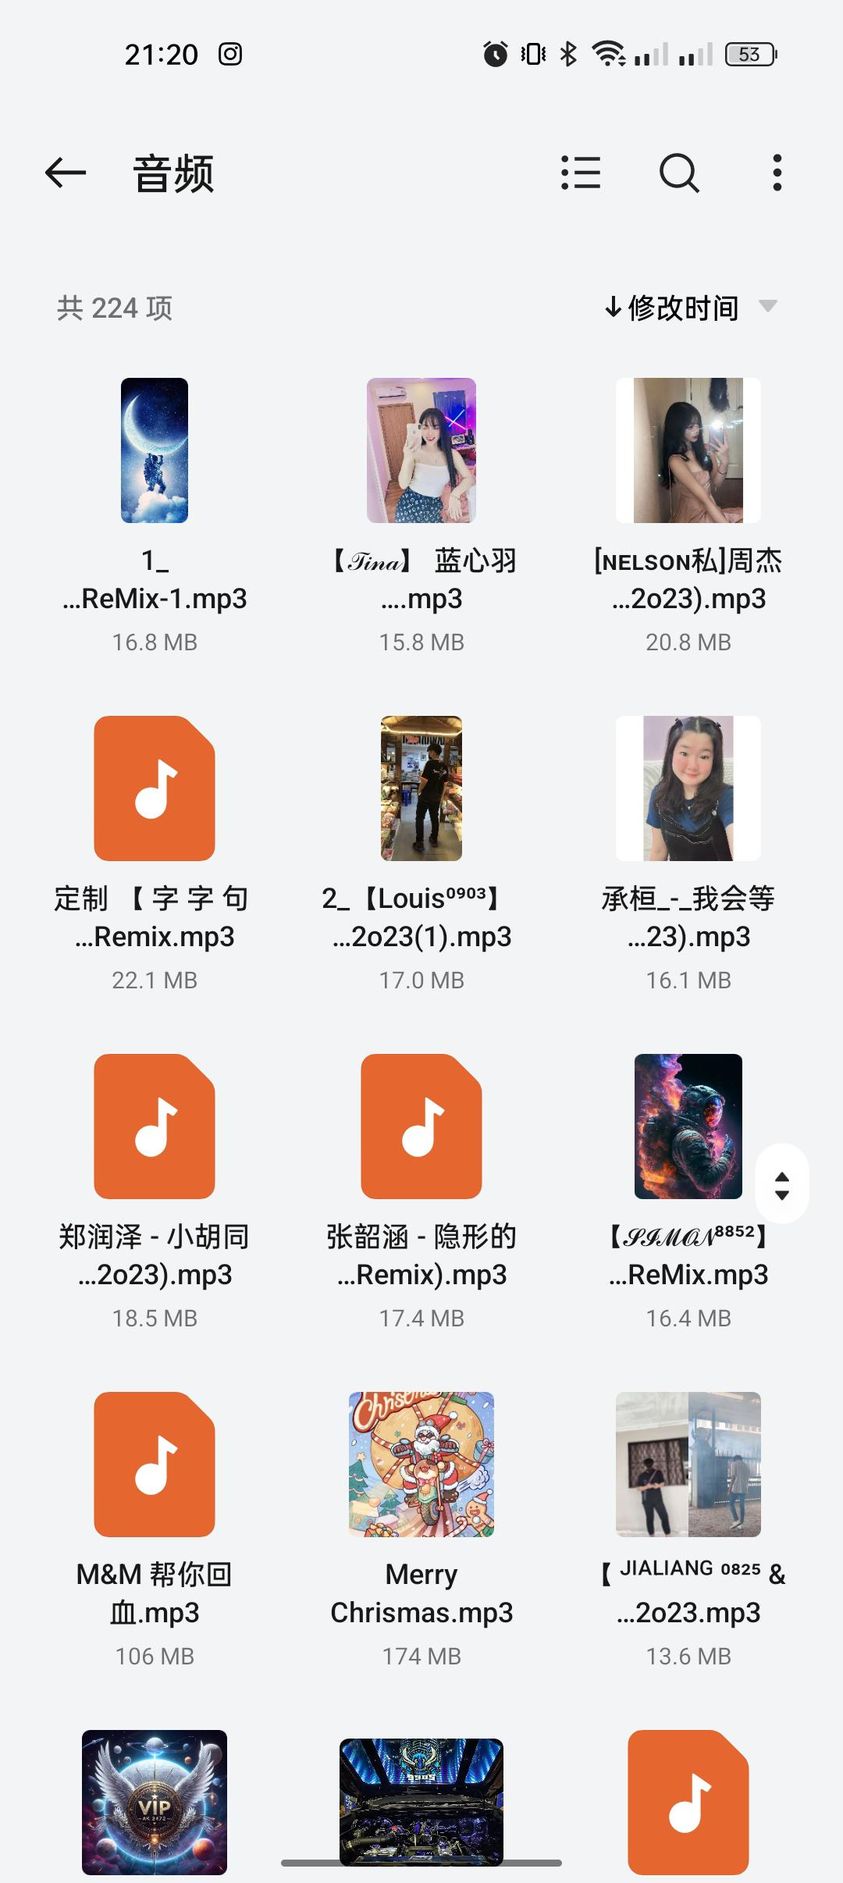 21:20
53
音频
共 224 项
修改时间
1_
...ReMix-1.mp3
16.8 MB
【𝒯𝒾𝓃𝒶】 蓝心羽
....mp3
15.8 MB
[ɴᴇʟsᴏɴ私]周杰
...2o23).mp3
20.8 MB
定制 【 字 字 句
...Remix.mp3
22.1 MB
2_【Louis⁰⁹⁰³】
...2o23(1).mp3
17.0 MB
承桓_-_我会等
...23).mp3
16.1 MB
郑润泽 - 小胡同
...2o23).mp3
18.5 MB
张韶涵 - 隐形的
...Remix).mp3
17.4 MB
【𝒮𝐼𝑀𝒪𝒩⁸⁸⁵²】
...ReMix.mp3
16.4 MB
Christmas
M&M 帮你回
血.mp3
106 MB
Merry
Chrismas.mp3
174 MB
【 ᴶᴵᴬᴸᴵᴬᴺᴳ ⁰⁸²⁵ &
...2o23.mp3
13.6 MB
VIP